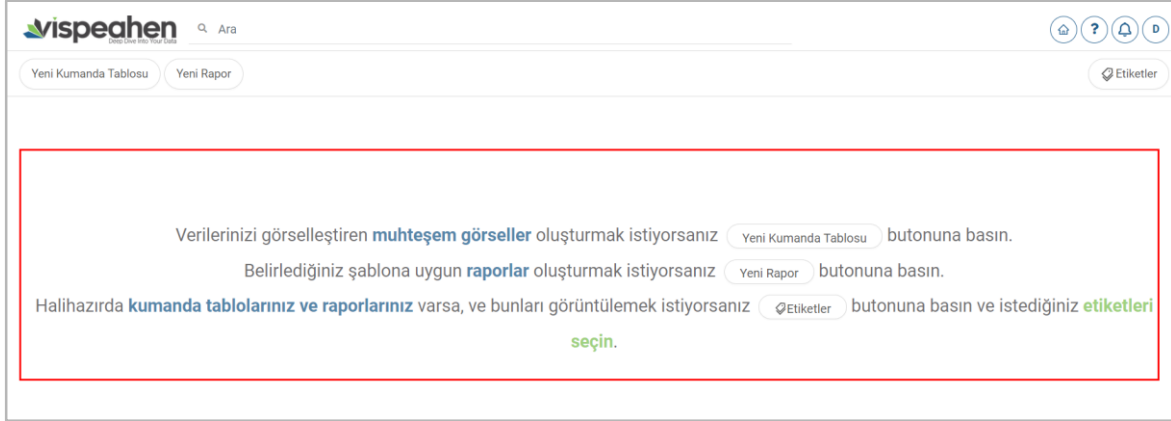 vispeahen
Deep Dive Into Your Data
Ara
?
D
Yeni Kumanda Tablosu
Yeni Rapor
Etiketler
Verilerinizi görselleştiren muhteşem görseller oluşturmak istiyorsanız Yeni Kumanda Tablosu butonuna basın.
Belirlediğiniz şablona uygun raporlar oluşturmak istiyorsanız Yeni Rapor butonuna basın.
Halihazırda kumanda tablolarınız ve raporlarınız varsa, ve bunları görüntülemek istiyorsanız Etiketler butonuna basın ve istediğiniz etiketleri
seçin.